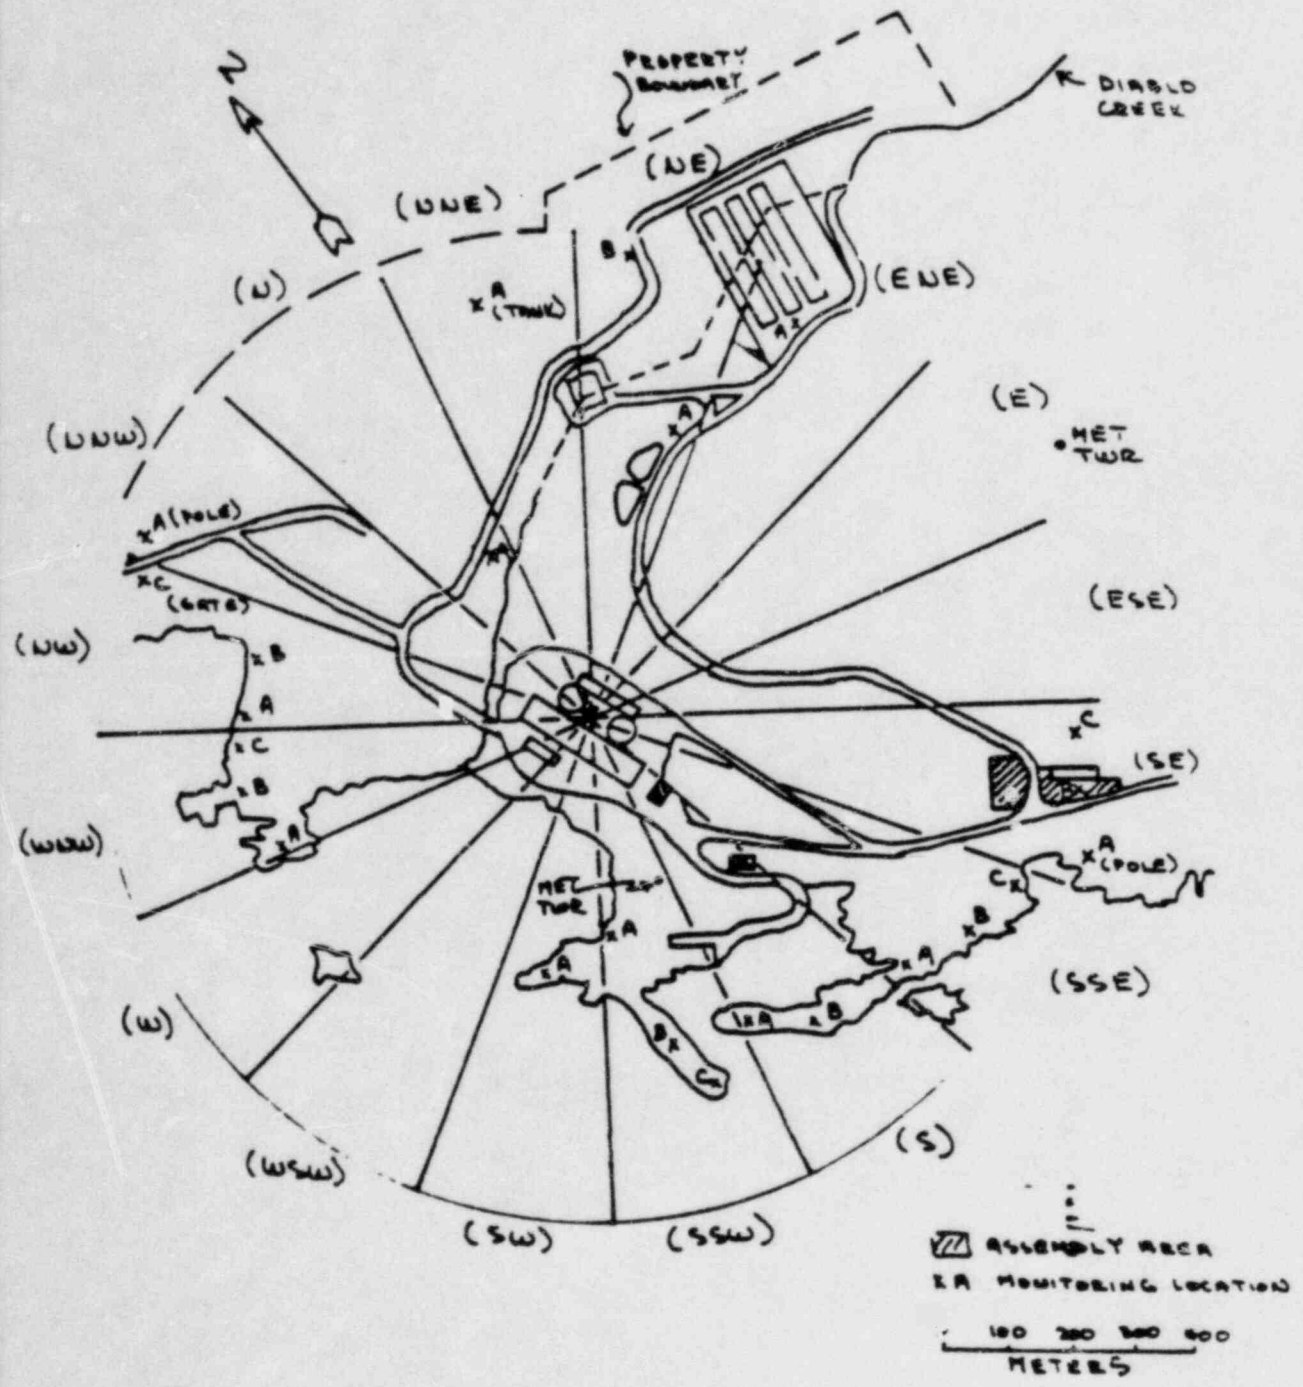 N
PROPERTY
BOUNDARY
DIABLO
CREEK
(NE)
(NNE)
B x
(N)
x A
(TANK)
(ENE)
A x
(E)
MET
TWR
x A
(NNW)
x A (POLE)
x A
x C
(GATE)
(ESE)
(NW)
x B
x A
x C
x C
(SE)
B
x B
(WNW)
x A
x A
(POLE)
C x
MET
TWR
x B
x A
x A
x A
(SSE)
x A
x B
(W)
B x
C x
(S)
(WSW)
(SW)
(SSW)
ASSEMBLY AREA
x A MONITORING LOCATION
100 200 300 400
METERS